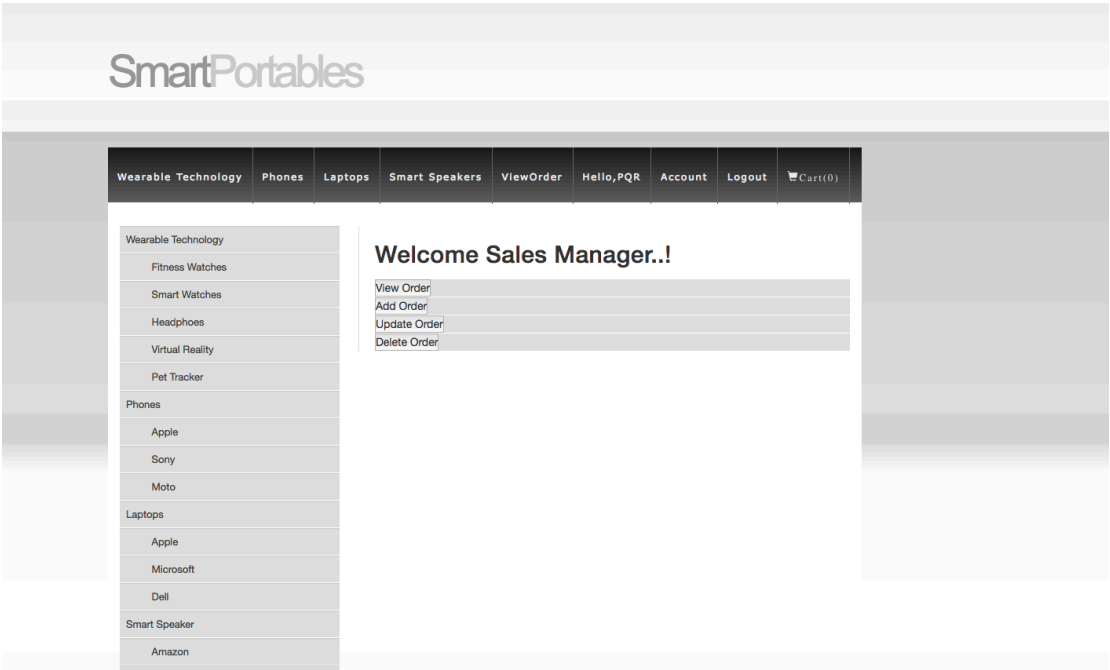 SmartPortables
Wearable Technology Phones Laptops Smart Speakers ViewOrder Hello,PQR Account Logout Cart(0)
Wearable Technology
Fitness Watches
Smart Watches
Headphoes
Virtual Reality
Pet Tracker
Phones
Apple
Sony
Moto
Laptops
Apple
Microsoft
Dell
Smart Speaker
Amazon
Welcome Sales Manager..!
View Order
Add Order
Update Order
Delete Order